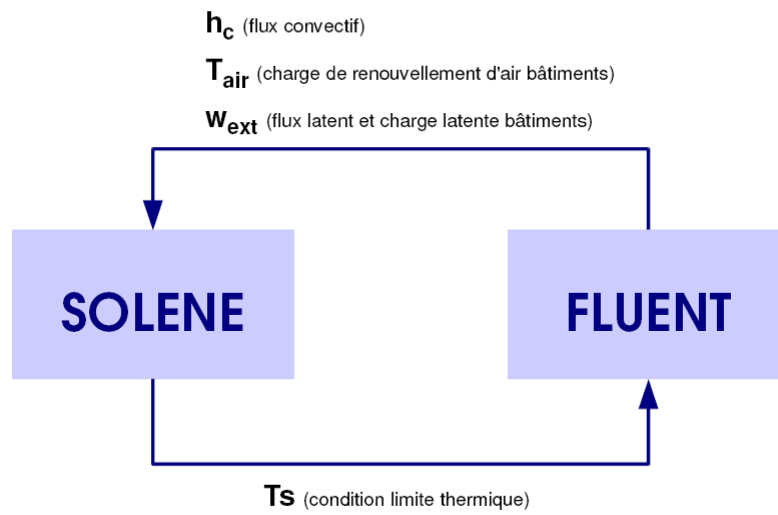 hc (flux convectif)
Tair (charge de renouvellement d'air bâtiments)
wext (flux latent et charge latente bâtiments)
SOLENE
FLUENT
Ts (condition limite thermique)